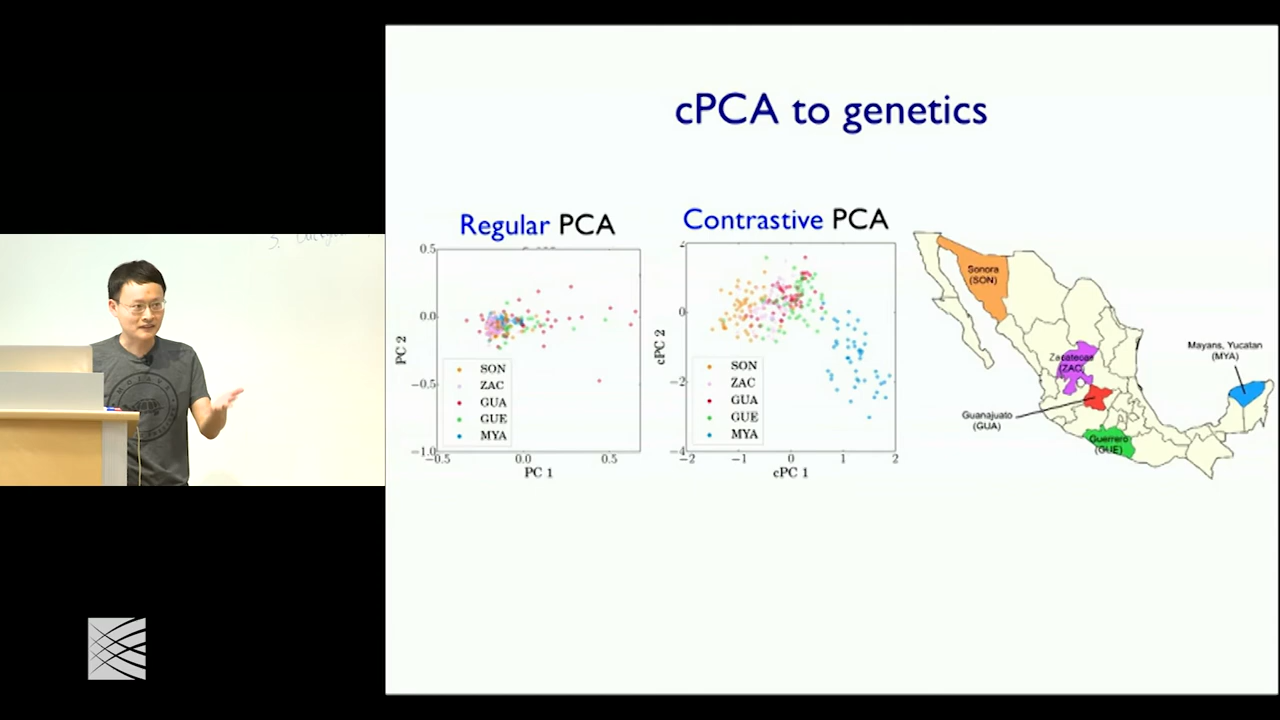 cPCA to genetics
Regular PCA
Contrastive PCA
0.5
0.0
−0.5
−1.0
−0.5
0.0
0.5
PC 2
PC 1
SON
ZAC
GUA
GUE
MYA
2
0
−2
−4
−2
−1
0
1
2
cPC 2
cPC 1
SON
ZAC
GUA
GUE
MYA
Sonora
(SON)
Zacatecas
(ZAC)
Guanajuato
(GUA)
Guerrero
(GUE)
Mayans, Yucatan
(MYA)
MOJAVE